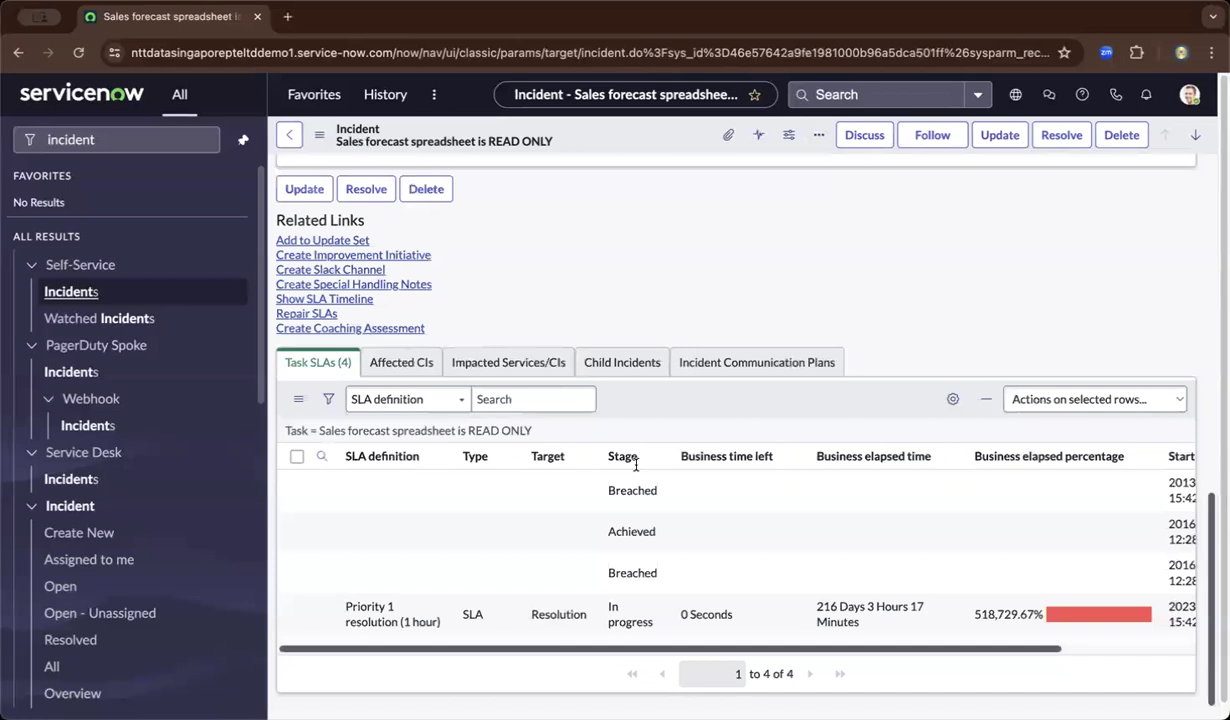 Sales forecast spreadsheet i
nttdatasingaporepteltddemo1.service-now.com/now/nav/ui/classic/params/target/incident.do%3Fsys_id%3D46e57642a9fe1981000b96a5dca501ff%26sysparm_rec...
zm
servicenow
All
Favorites
History
Incident - Sales forecast spreadshee...
Search
incident
Incident
Sales forecast spreadsheet is READ ONLY
Discuss
Follow
Update
Resolve
Delete
FAVORITES
No Results
ALL RESULTS
Self-Service
Incidents
Watched Incidents
PagerDuty Spoke
Incidents
Webhook
Incidents
Service Desk
Incidents
Incident
Create New
Assigned to me
Open
Open - Unassigned
Resolved
All
Overview
Update
Resolve
Delete
Related Links
Add to Update Set
Create Improvement Initiative
Create Slack Channel
Create Special Handling Notes
Show SLA Timeline
Repair SLAs
Create Coaching Assessment
Task SLAs (4)
Affected CIs
Impacted Services/CIs
Child Incidents
Incident Communication Plans
SLA definition
Search
Actions on selected rows...
Task = Sales forecast spreadsheet is READ ONLY
SLA definition Type Target Stage Business time left Business elapsed time Business elapsed percentage Start
Breached 2013
15:42
Achieved 2016
12:28
Breached 2016
12:28
Priority 1 resolution (1 hour) SLA Resolution In progress 0 Seconds 216 Days 3 Hours 17 Minutes 518,729.67% 2023
15:42
1 to 4 of 4